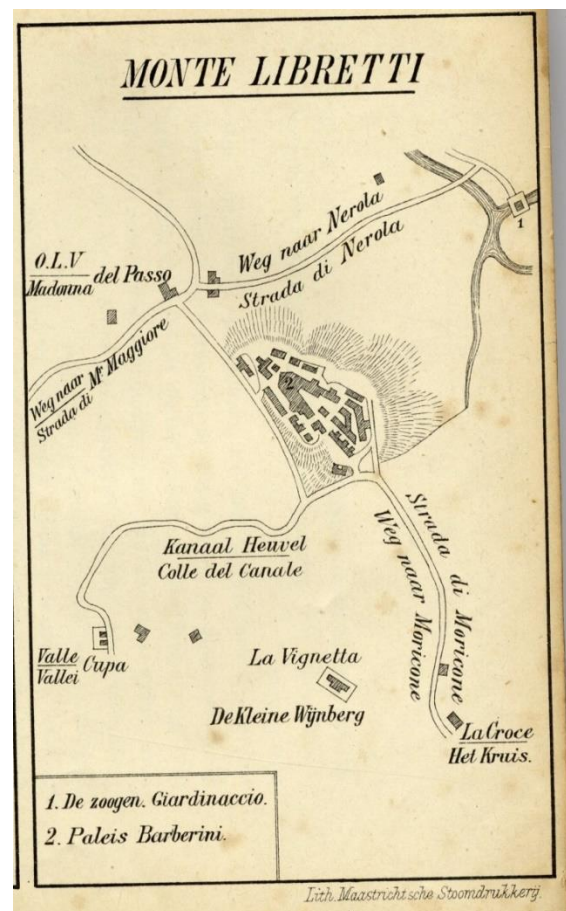 MONTE LIBRETTI
Weg naar Nerola
Strada di Nerola
1
O.L.V
Madonna del Passo
Weg naar
Strada di Mte Maggiore
2
Kanaal Heuvel
Colle del Canale
Strada di Moricone
Weg naar Moricone
Valle
Vallei Cupa
La Vignetta
De Kleine Wijnberg
La Croce
Het Kruis.
1. De zoogen. Giardinaccio.
2. Paleis Barberini.
Lith. Maastrichtsche Stoomdrukkerij.